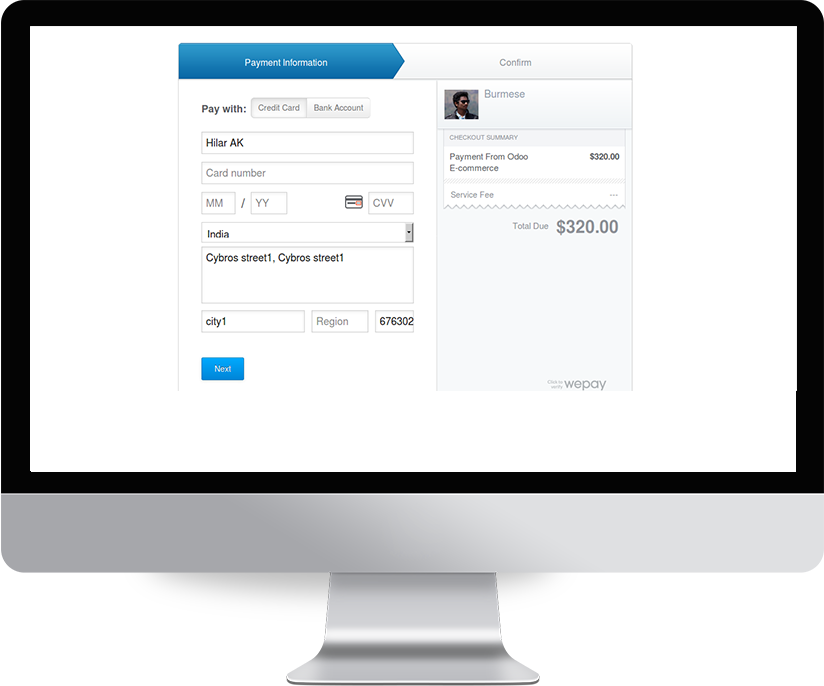 Payment Information
Confirm
Pay with: Credit Card Bank Account
Hilar AK
Card number
MM / YY CVV
India
Cybros street1, Cybros street1
city1 Region 676302
Next
Burmese
CHECKOUT SUMMARY
Payment From Odoo $320.00
E-commerce
Service Fee ---
Total Due $320.00
Click to
verify wepay